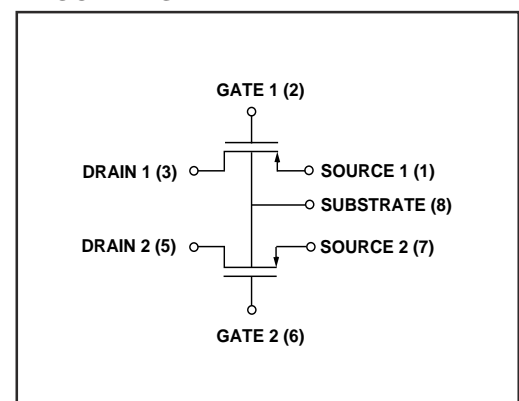 GATE 1 (2)
DRAIN 1 (3)
SOURCE 1 (1)
SUBSTRATE (8)
DRAIN 2 (5)
SOURCE 2 (7)
GATE 2 (6)